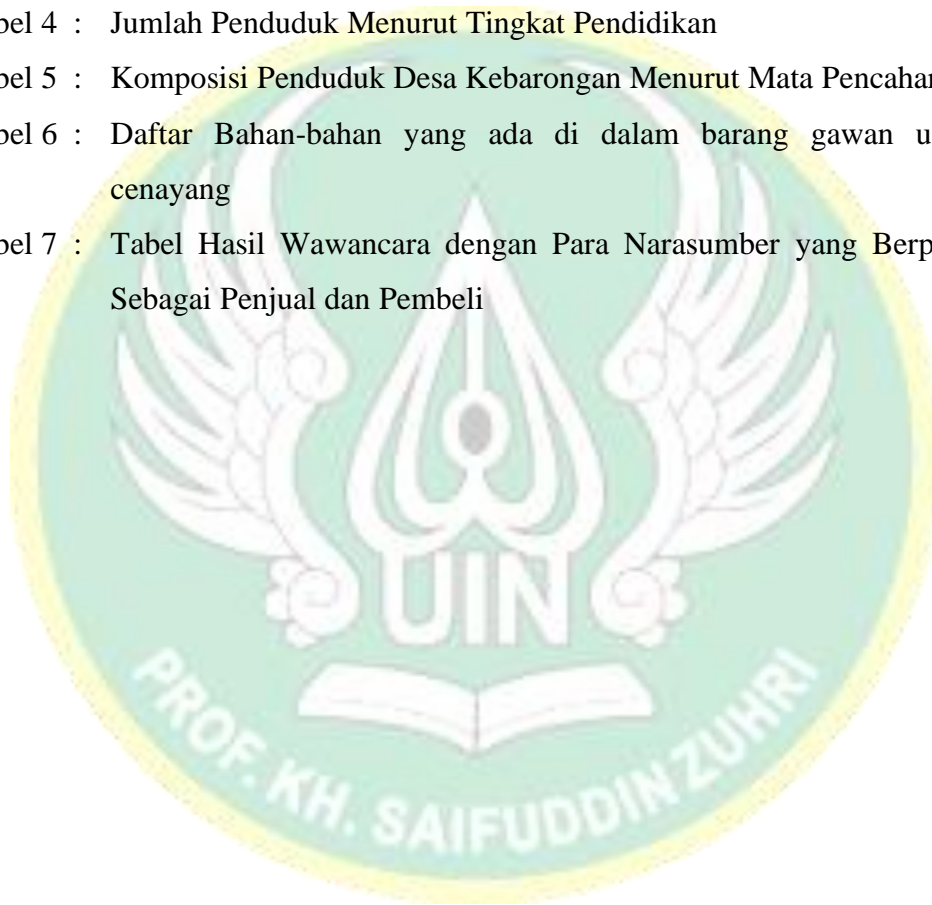 bel 4 : Jumlah Penduduk Menurut Tingkat Pendidikan
bel 5 : Komposisi Penduduk Desa Kebarongan Menurut Mata Pencahar
bel 6 : Daftar Bahan-bahan yang ada di dalam barang gawan u
cenayang
bel 7 : Tabel Hasil Wawancara dengan Para Narasumber yang Berp
Sebagai Penjual dan Pembeli
UIN
PROF. KH. SAIFUDDIN ZUHRI